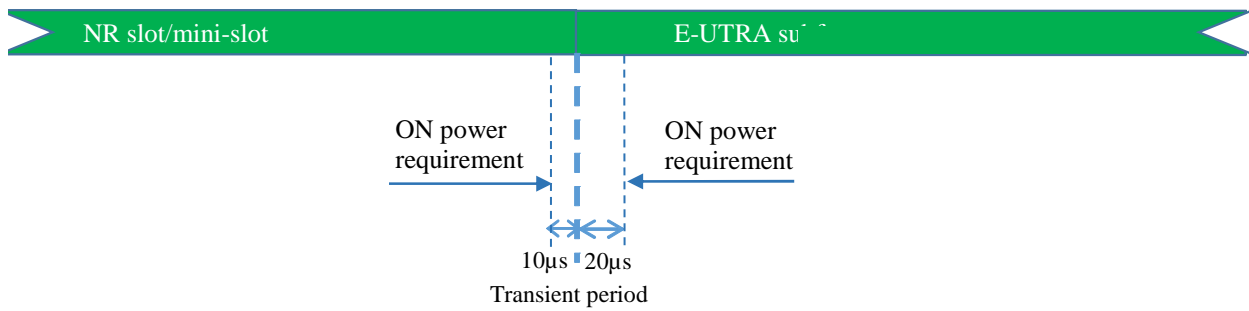 NR slot/mini-slot
E-UTRA
ON power
requirement
ON power
requirement
10µs
20µs
Transient period